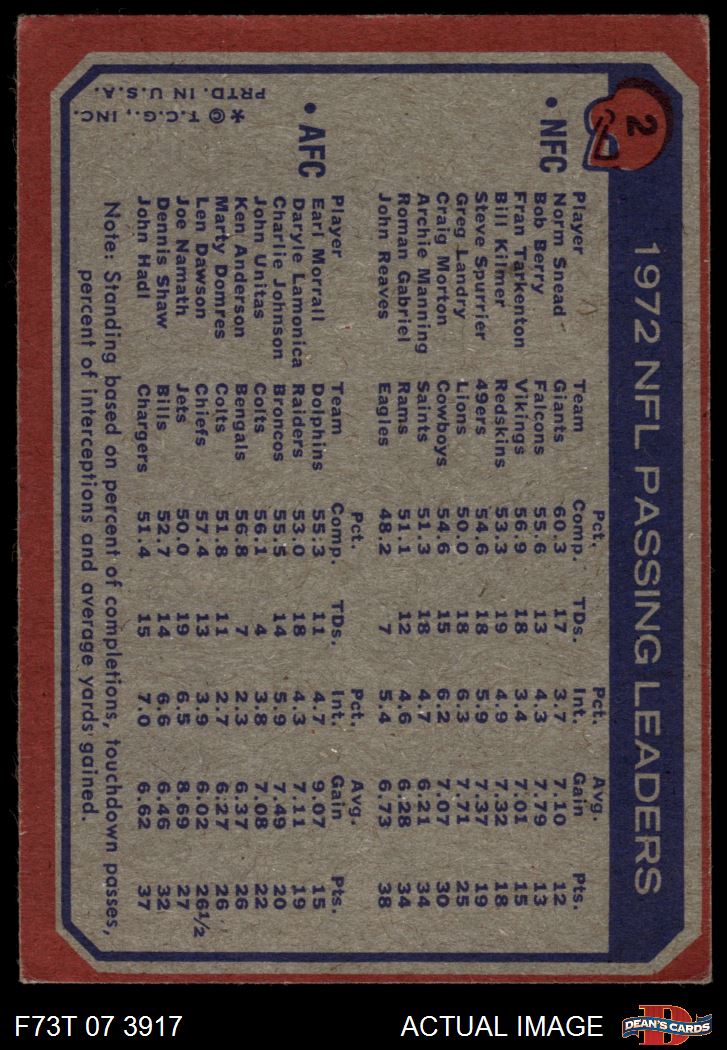 2
1972 NFL PASSING LEADERS
• NFC
Pct. Pct. Avg.
Player Team Comp. TDs. Int. Gain Pts.
Norm Snead Giants 60.3 17 3.7 7.10 12
Bob Berry Falcons 55.6 13 4.3 7.79 13
Fran Tarkenton Vikings 56.9 18 3.4 7.01 15
Bill Kilmer Redskins 53.3 19 4.9 7.32 18
Steve Spurrier 49ers 54.6 18 5.9 7.37 19
Greg Landry Lions 50.0 18 6.3 7.71 25
Craig Morton Cowboys 54.6 15 6.2 7.07 30
Archie Manning Saints 51.3 18 4.7 6.21 34
Roman Gabriel Rams 51.1 12 4.6 6.28 34
John Reaves Eagles 48.2 7 5.4 6.73 38
• AFC
Pct. Pct. Avg.
Player Team Comp. TDs. Int. Gain Pts.
Earl Morrall Dolphins 55.3 11 4.7 9.07 15
Daryle Lamonica Raiders 53.0 18 4.3 7.11 19
Charlie Johnson Broncos 55.5 14 5.9 7.49 20
John Unitas Colts 56.1 4 3.8 7.08 22
Ken Anderson Bengals 56.8 7 2.3 6.37 26
Marty Domres Colts 51.8 11 2.7 6.27 26
Len Dawson Chiefs 57.4 13 3.9 6.02 26½
Joe Namath Jets 50.0 19 6.5 8.69 27
Dennis Shaw Bills 52.7 14 6.6 6.46 32
John Hadl Chargers 51.4 15 7.0 6.62 37
Note: Standing based on percent of completions, touchdown passes,
percent of interceptions and average yards gained.
* © T.C.G., INC.
PRTD. IN U.S.A.
F73T 07 3917
ACTUAL IMAGE
D
DEAN'S CARDS